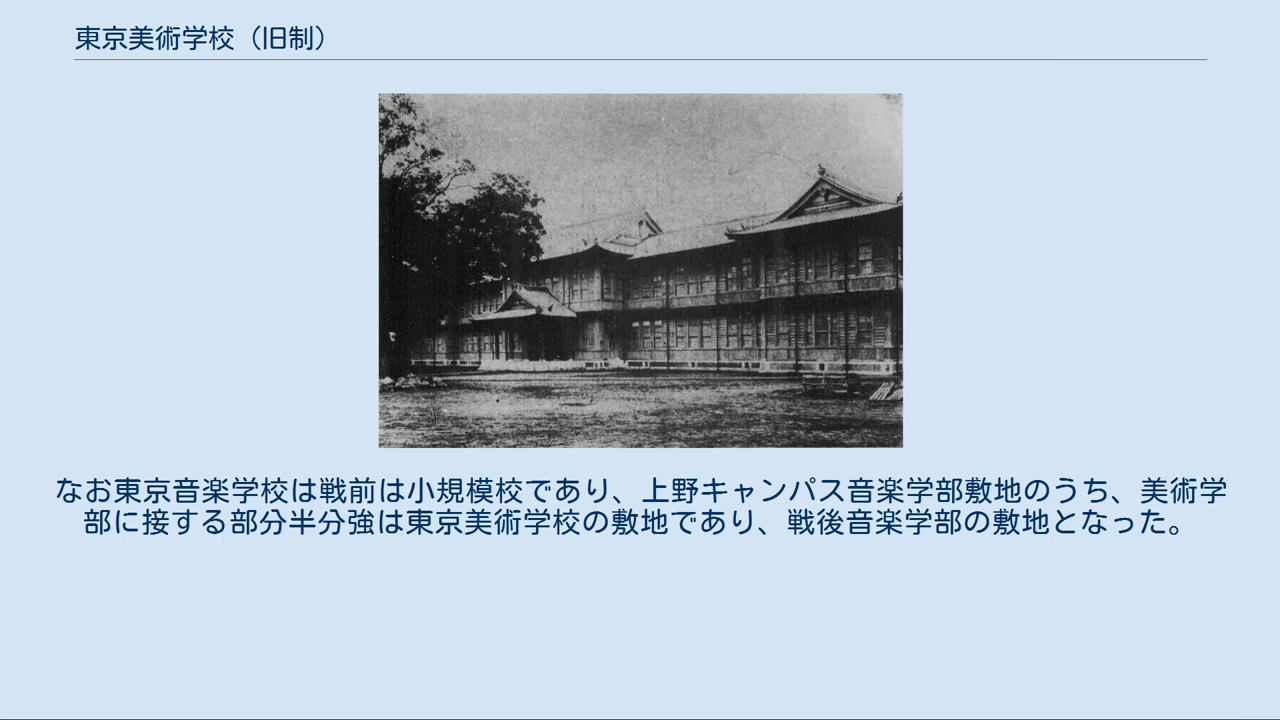 東京美術学校（旧制）
なお東京音楽学校は戦前は小規模校であり、上野キャンパス音楽学部敷地のうち、美術学
部に接する部分半分強は東京美術学校の敷地であり、戦後音楽学部の敷地となった。